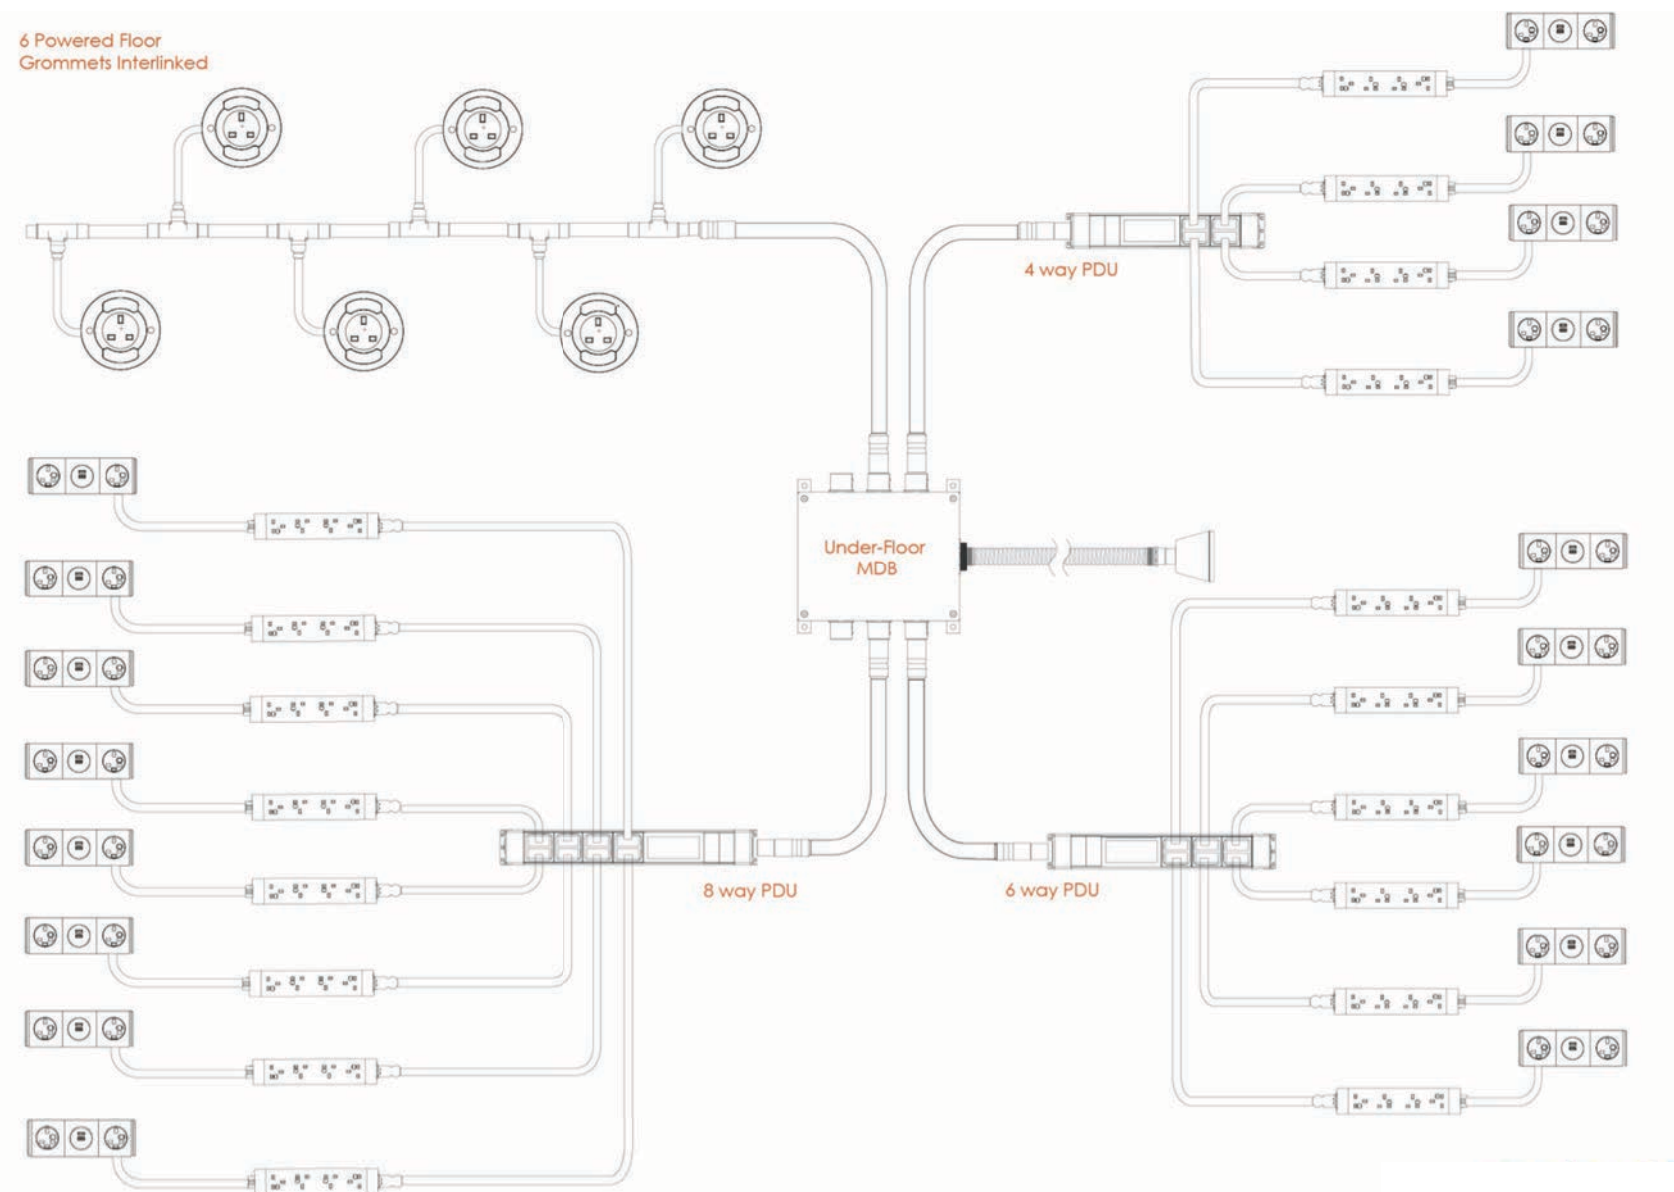 6 Powered Floor
Grommets Interlinked
4 way PDU
Under-Floor
MDB
8 way PDU
6 way PDU